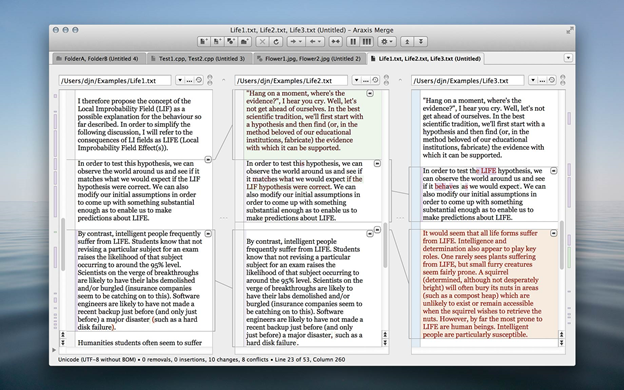 Life1.txt, Life2.txt, Life3.txt (Untitled) - Araxis Merge
FolderA, FolderB (Untitled 4)
Test1.cpp, Test2.cpp (Untitled 3)
Flower1.jpg, Flower2.jpg (Untitled 2)
Life1.txt, Life2.txt, Life3.txt (Untitled)
/Users/djn/Examples/Life1.txt
/Users/djn/Examples/Life2.txt
/Users/djn/Examples/Life3.txt
I therefore propose the concept of the
Local Improbability Field (LIF) as a
possible explanation for the behaviour so
far described. In order to simplify the
following discussion, I will refer to the
consequences of LI fields as LIFE (Local
Improbability Field Effect(s)).
In order to test this hypothesis, we can
observe the world around us and see if it
matches what we would expect if the LIF
hypothesis were correct. We can also
modify our initial assumptions in order
to come up with something substantial
enough as to enable us to make
predictions about LIFE.
By contrast, intelligent people frequently
suffer from LIFE. Students know that not
revising a particular subject for an exam
raises the likelihood of that subject
occurring to around the 95% level.
Scientists on the verge of breakthroughs
are likely to have their labs demolished
and/or burgled (insurance companies
seem to be catching on to this). Software
engineers are likely to have not made a
recent backup just before (and only just
before) a major disaster (such as a hard
disk failure).
Humanities students often seem to suffer
"Hang on a moment, where's the
evidence?", I hear you cry. Well, let's
not get ahead of ourselves. In the best
scientific tradition, we'll first start with
a hypothesis and then find (or, in the
method beloved of our educational
institutions, fabricate) the evidence
with which it can be supported.
In order to test this hypothesis, we can
observe the world around us and see if
it matches what we would expect if the
LIF hypothesis were correct. We can
also modify our initial assumptions in
order to come up with something
substantial enough as to enable us to
make predictions about LIFE.
By contrast, intelligent people
frequently suffer from LIFE. Students
know that not revising a particular
subject for an exam raises the
likelihood of that subject occurring to
around the 95% level. Scientists on the
verge of breakthroughs are likely to
have their labs demolished and/or
burgled (insurance companies seem to
be catching on to this). Software
engineers are likely to have not made a
recent backup just before (and only
just before) a major disaster (such as a
hard disk failure).
"Hang on a moment, where's the
evidence?", I hear you cry. Well, let's not
get ahead of ourselves. In the best
scientific tradition, we'll first start with a
hypothesis and then find (or, in the
method beloved of our educational
institutions, fabricate) the evidence with
which it can be supported.
In order to test the LIFE hypothesis, we
can observe the world around us and see
if it behaves as we would expect. We can
also modify our initial assumptions in
order to come up with something
substantial enough as to enable us to
make predictions about LIFE.
It would seem that all life forms suffer
from LIFE. Intelligence and
determination also appear to play key
roles. One rarely sees plants suffering
from LIFE, but small furry creatures
seem fairly prone. A squirrel
(determined, although not desperately
bright) will often bury its nuts in areas
(such as a compost heap) which are
unlikely to exist or remain accessible
when the squirrel wishes to retrieve the
nuts. However, by far the most prone to
LIFE are human beings. Intelligent
people are particularly susceptible.
Unicode (UTF-8 without BOM) • 0 removals, 0 insertions, 10 changes, 8 conflicts • Line 23 of 53, Column 260